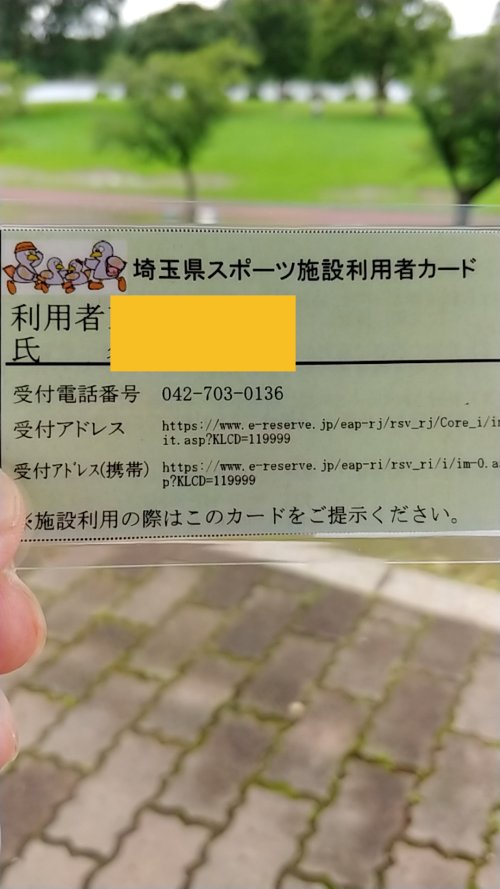 埼玉県スポーツ施設利用者カード
利用者
氏
受付電話番号 042-703-0136
受付アドレス https://www.e-reserve.jp/eap-rj/rsv_rj/Core_i/in
it.asp?KLCD=119999
受付アドレス(携帯) https://www.e-reserve.jp/eap-ri/rsv_ri/i/im-0.as
p?KLCD=119999
※施設利用の際はこのカードをご提示ください。